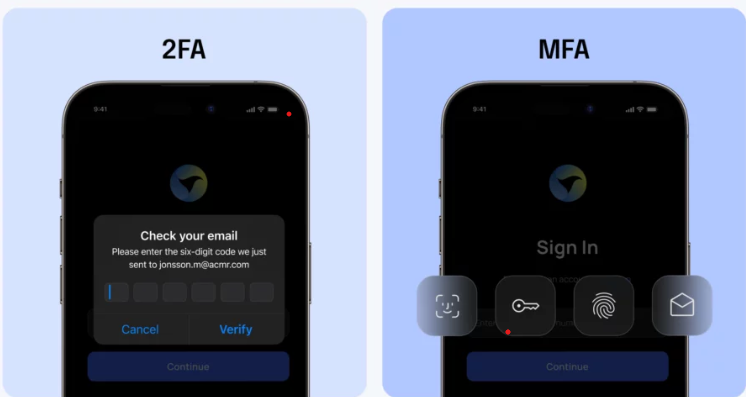 2FA
9:41
Check your email
Please enter the six-digit code we just
sent to jonsson.m@acmr.com
Cancel
Verify
Continue
MFA
9:41
Sign In
Continue